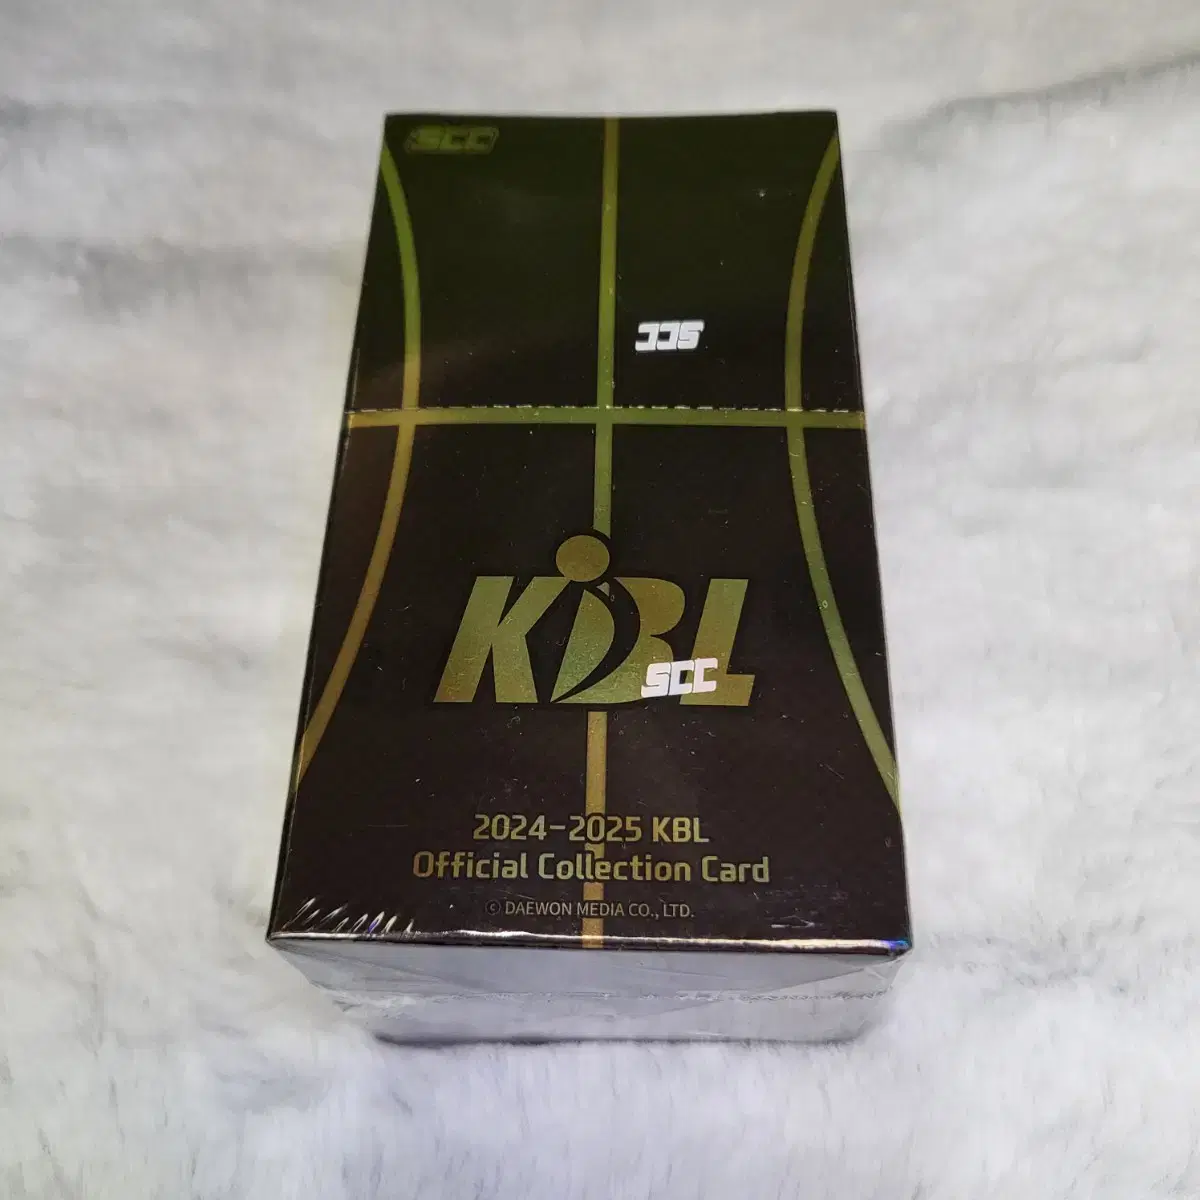 SCC
SCC
KBL
SCC
2024-2025 KBL
Official Collection Card
© DAEWON MEDIA CO., LTD.